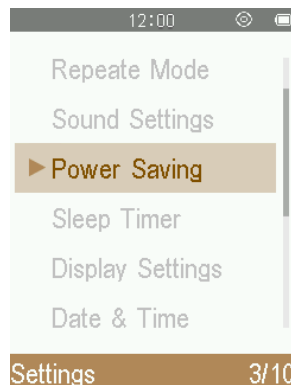 12:00
Repeate Mode
Sound Settings
Power Saving
Sleep Timer
Display Settings
Date & Time
Settings 3/10